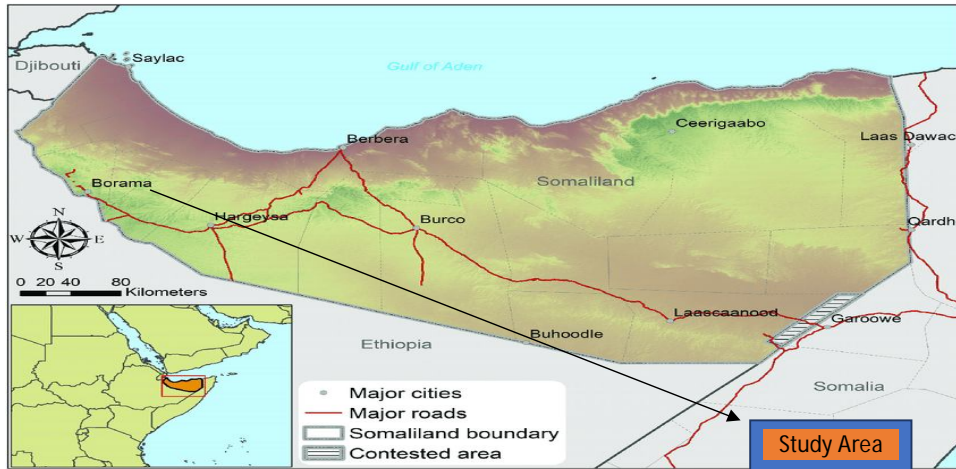 Saylac
Djibouti
Gulf of Aden
Ceerigaabo
Berbera
Laas Dawac
Somaliland
Borama
Hargeysa
Burco
Qardh
N
W E
S
0 20 40 80
Kilometers
Laascaanood
Garoowe
Buhoodle
Ethiopia
Somalia
Major cities
Major roads
Somaliland boundary
Contested area
Study Area